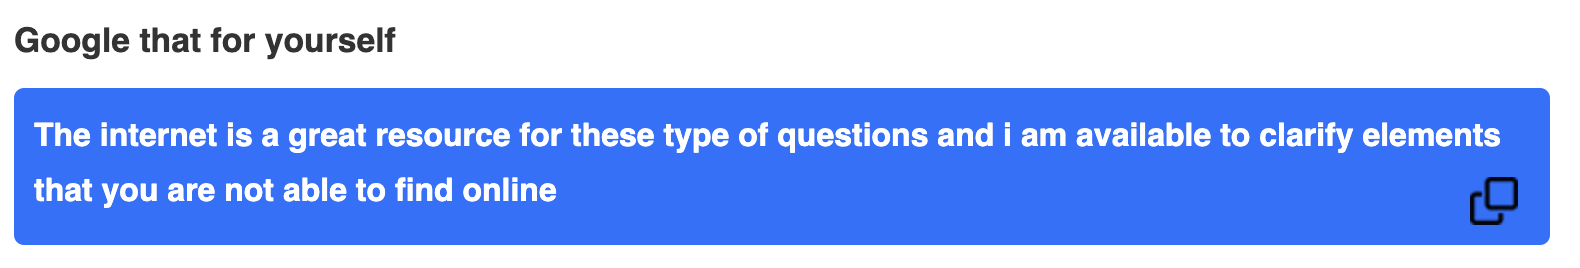 Google that for yourself
The internet is a great resource for these type of questions and i am available to clarify elements
that you are not able to find online